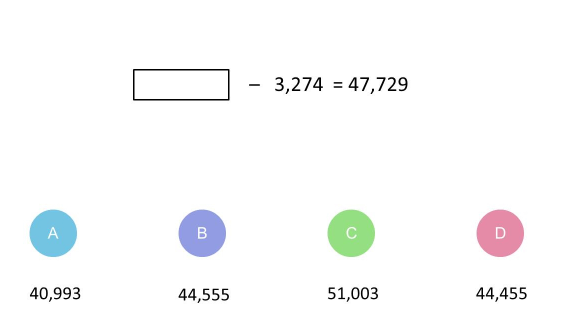 – 3,274 = 47,729
A B C D
40,993 44,555 51,003 44,455